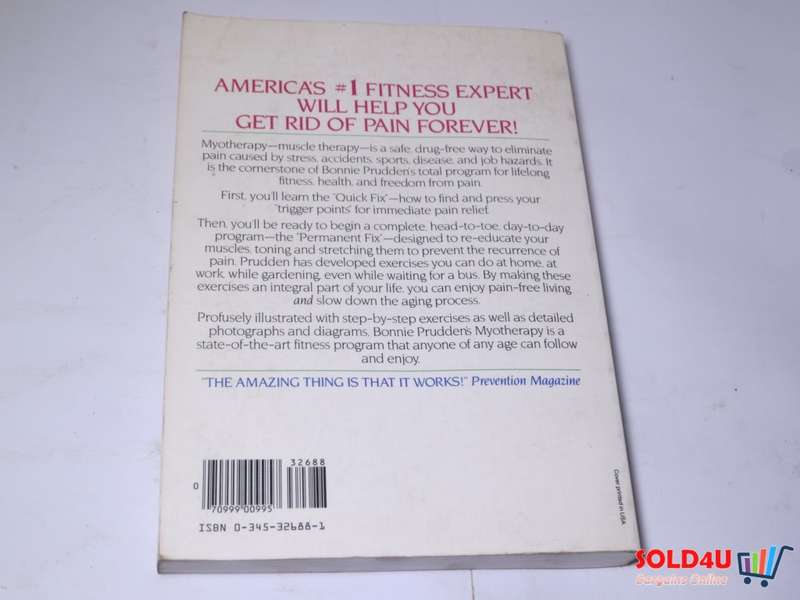 AMERICA'S #1 FITNESS EXPERT
WILL HELP YOU
GET RID OF PAIN FOREVER!
Myotherapy—muscle therapy—is a safe, drug-free way to eliminate
pain caused by stress, accidents, sports, disease, and job hazards. It
is the cornerstone of Bonnie Prudden's total program for lifelong
fitness, health, and freedom from pain.
First, you'll learn the "Quick Fix"—how to find and press your
"trigger points" for immediate pain relief.
Then, you'll be ready to begin a complete, head-to-toe, day-to-day
program—the "Permanent Fix"—designed to re-educate your
muscles, toning and stretching them to prevent the recurrence of
pain. Prudden has developed exercises you can do at home, at
work, while gardening, even while waiting for a bus. By making these
exercises an integral part of your life, you can enjoy pain-free living
and slow down the aging process.
Profusely illustrated with step-by-step exercises as well as detailed
photographs and diagrams, Bonnie Prudden's Myotherapy is a
state-of-the-art fitness program that anyone of any age can follow
and enjoy.
"THE AMAZING THING IS THAT IT WORKS!" Prevention Magazine
32688
0
70999 00995
ISBN 0-345-32688-1
Cover printed in USA
SOLD4U
Bargains Online